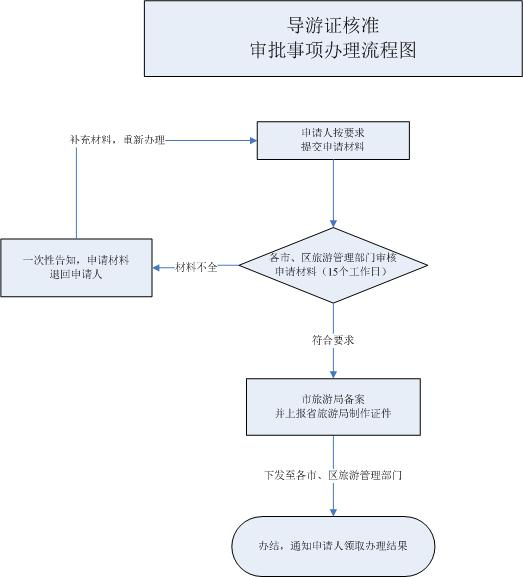 导游证核准
审批事项办理流程图
补充材料，重新办理
申请人按要求
提交申请材料
一次性告知，申请材料
退回申请人
材料不全
各市、区旅游管理部门审核
申请材料（15个工作日）
符合要求
市旅游局备案
并上报省旅游局制作证件
下发至各市、区旅游管理部门
办结，通知申请人领取办理结果